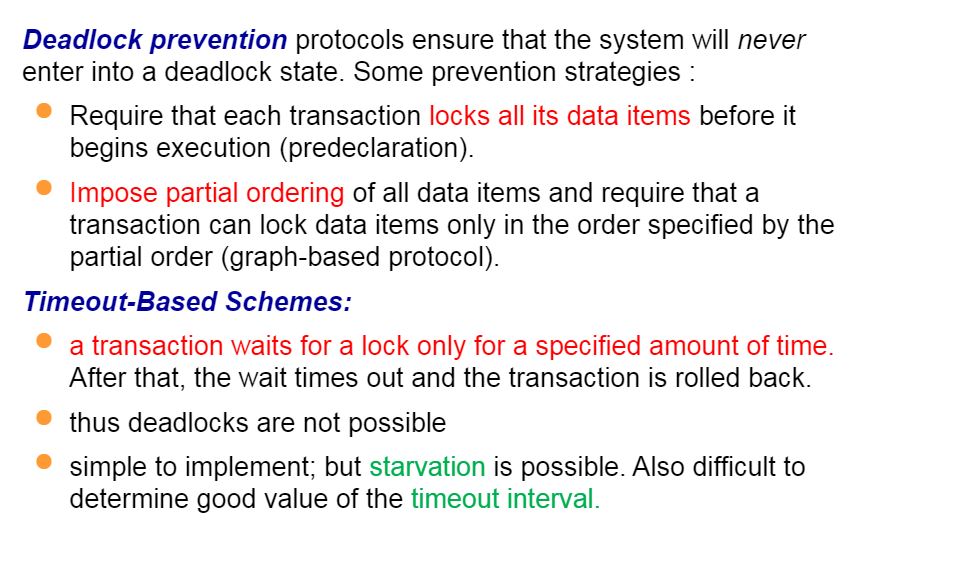 Deadlock prevention protocols ensure that the system will never
enter into a deadlock state. Some prevention strategies :
Require that each transaction locks all its data items before it
begins execution (predeclaration).
Impose partial ordering of all data items and require that a
transaction can lock data items only in the order specified by the
partial order (graph-based protocol).
Timeout-Based Schemes:
a transaction waits for a lock only for a specified amount of time.
After that, the wait times out and the transaction is rolled back.
thus deadlocks are not possible
simple to implement; but starvation is possible. Also difficult to
determine good value of the timeout interval.